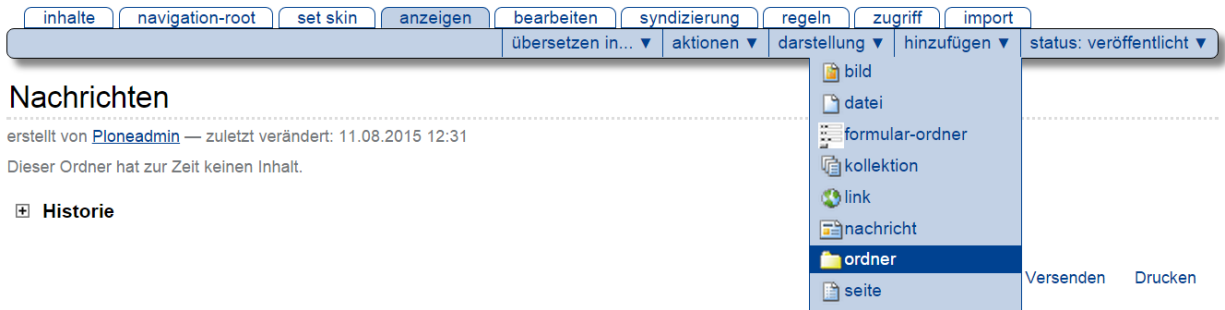 inhalte navigation-root set skin anzeigen bearbeiten syndizierung regeln zugriff import
übersetzen in... ▼ aktionen ▼ darstellung ▼ hinzufügen ▼ status: veröffentlicht ▼
bild
Nachrichten
datei
erstellt von Ploneadmin — zuletzt verändert: 11.08.2015 12:31
formular-ordner
Dieser Ordner hat zur Zeit keinen Inhalt.
kollektion
link
Historie
nachricht
ordner
Versenden Drucken
seite